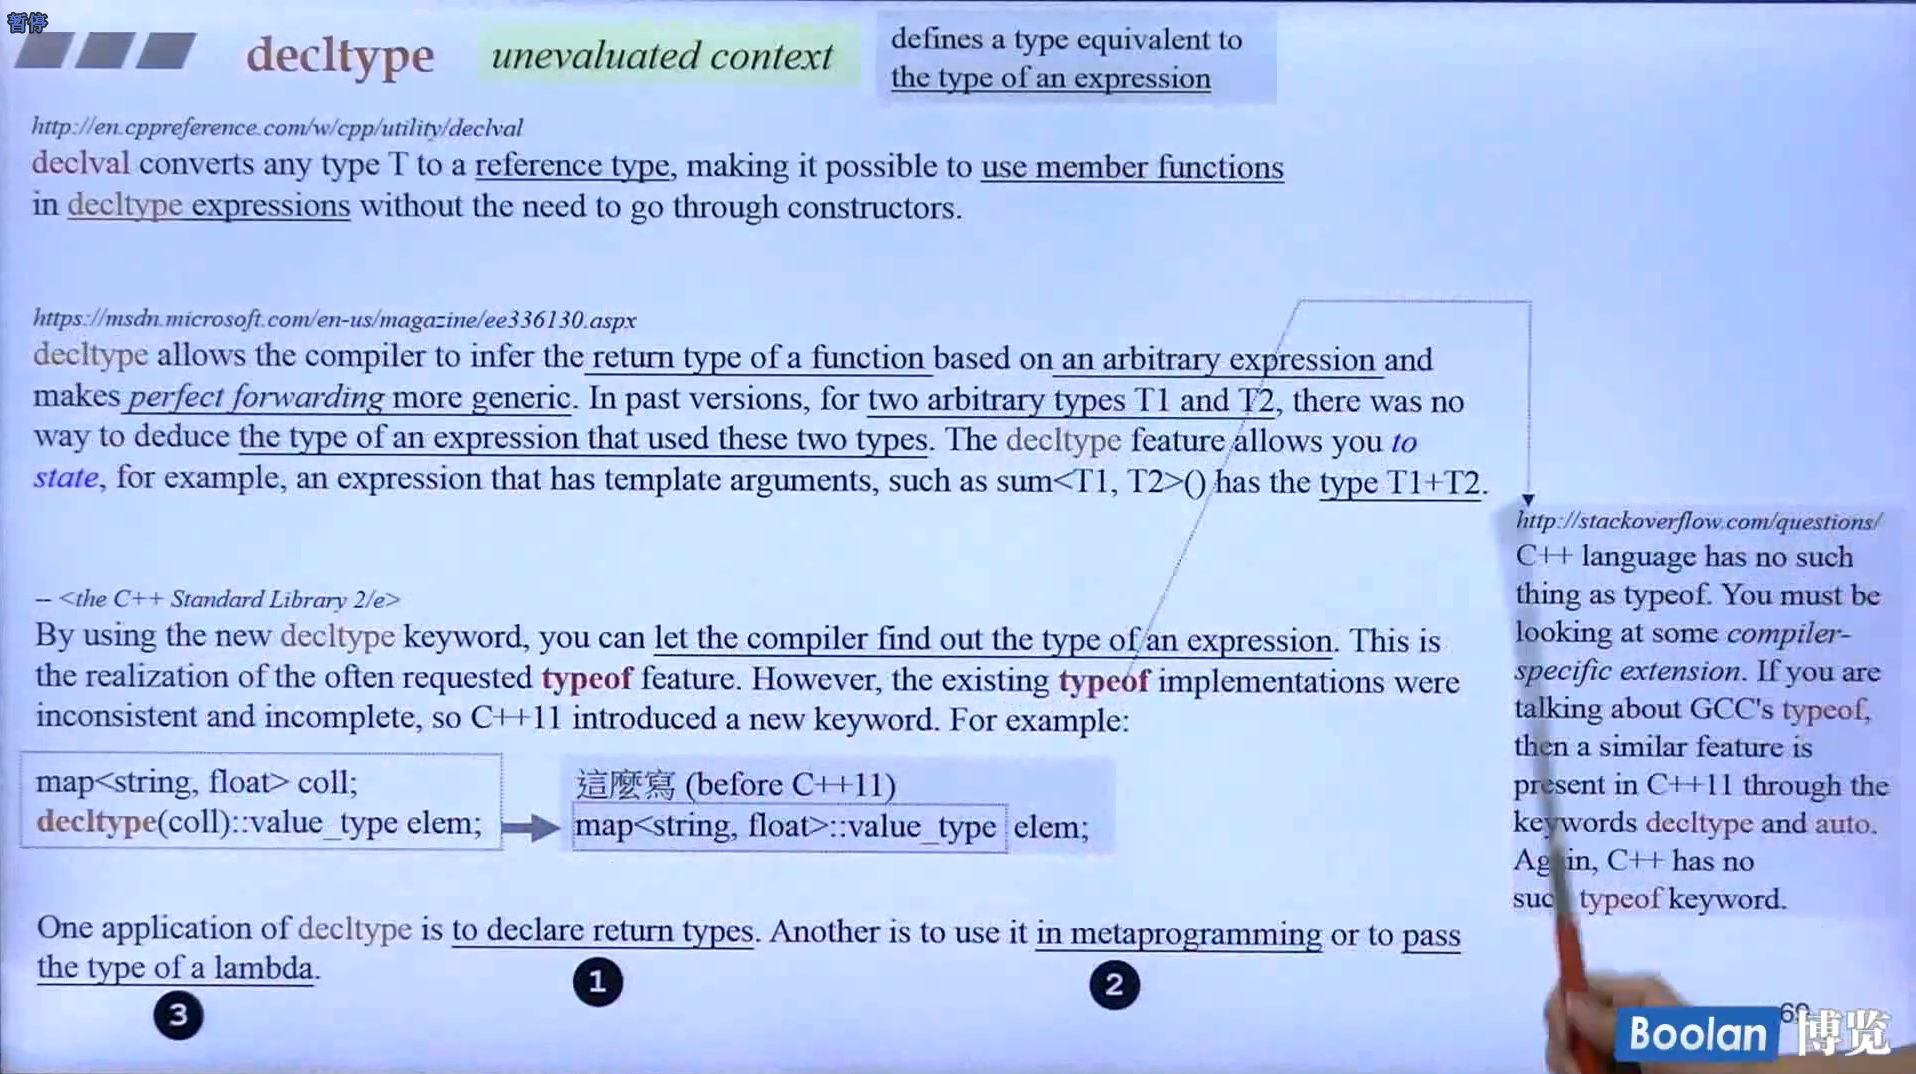 暂停
decltype
unevaluated context
defines a type equivalent to
the type of an expression
http://en.cppreference.com/w/cpp/utility/declval
declval converts any type T to a reference type, making it possible to use member functions
in decltype expressions without the need to go through constructors.
https://msdn.microsoft.com/en-us/magazine/ee336130.aspx
decltype allows the compiler to infer the return type of a function based on an arbitrary expression and
makes perfect forwarding more generic. In past versions, for two arbitrary types T1 and T2, there was no
way to deduce the type of an expression that used these two types. The decltype feature allows you to
state, for example, an expression that has template arguments, such as sum<T1, T2>() has the type T1+T2.
http://stackoverflow.com/questions/
C++ language has no such
thing as typeof. You must be
looking at some compiler-
specific extension. If you are
talking about GCC's typeof,
then a similar feature is
present in C++11 through the
keywords decltype and auto.
Again, C++ has no
such typeof keyword.
– <the C++ Standard Library 2/e>
By using the new decltype keyword, you can let the compiler find out the type of an expression. This is
the realization of the often requested typeof feature. However, the existing typeof implementations were
inconsistent and incomplete, so C++11 introduced a new keyword. For example:
map<string, float> coll;
decltype(coll)::value_type elem;
這麼寫 (before C++11)
map<string, float>::value_type elem;
One application of decltype is to declare return types. Another is to use it in metaprogramming or to pass
the type of a lambda.
1
2
3
Boolan 博览